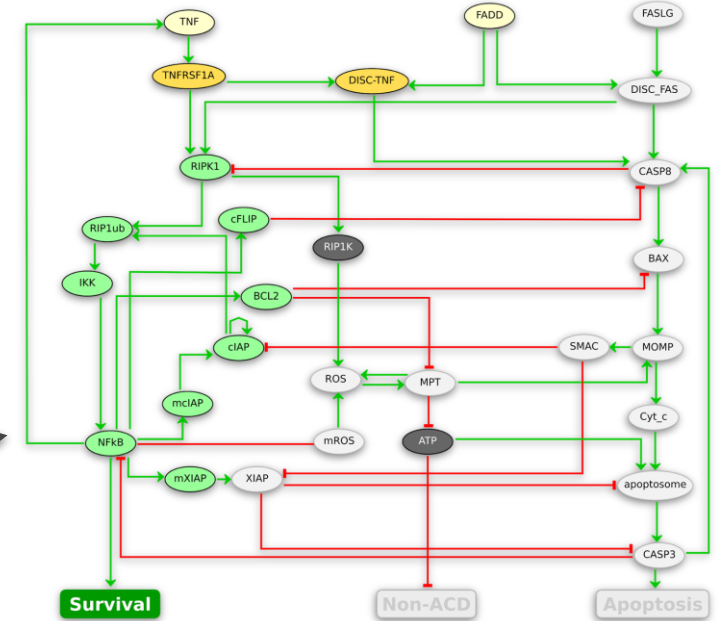 TNF
FADD
FASLG
TNFRSF1A
DISC-TNF
DISC_FAS
RIPK1
CASP8
cFLIP
RIP1ub
RIP1K
BAX
IKK
BCL2
cIAP
SMAC
MOMP
ROS
MPT
mcIAP
Cyt_c
NFkB
mROS
ATP
mXIAP
XIAP
apoptosome
CASP3
Survival
Non-ACD
Apoptosis